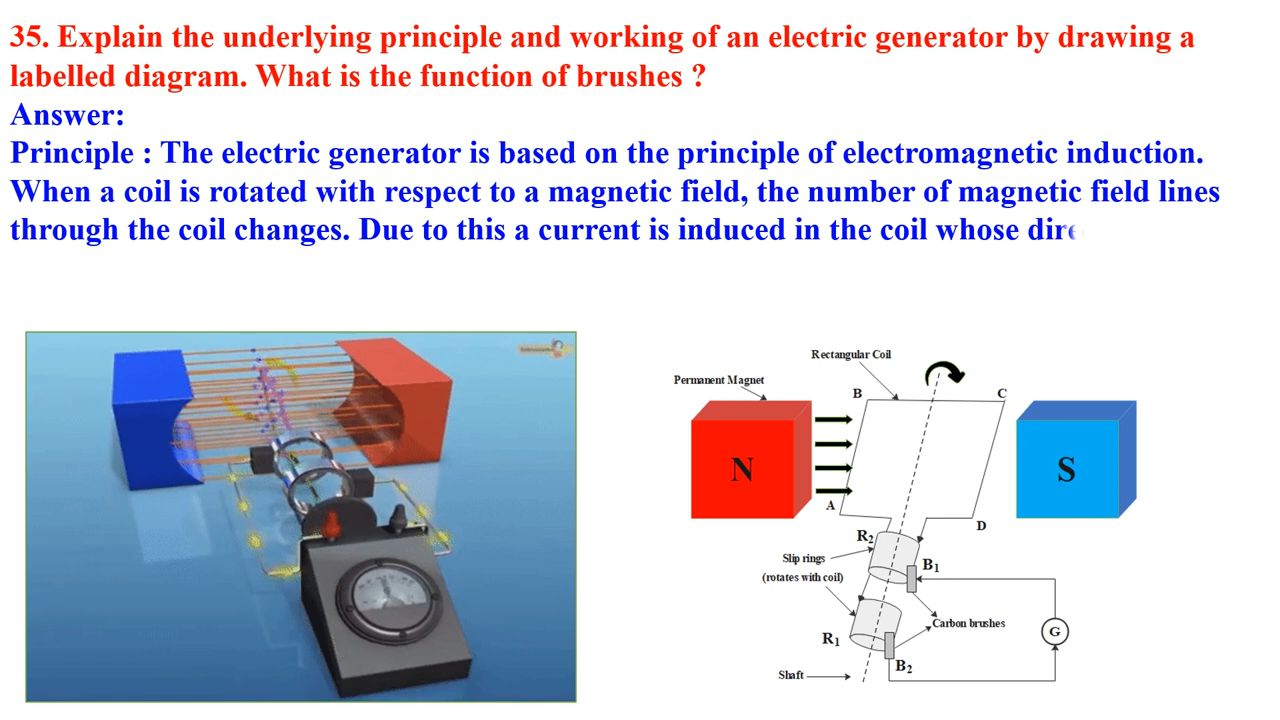 35. Explain the underlying principle and working of an electric generator by drawing a
labelled diagram. What is the function of brushes ?
Answer:
Principle : The electric generator is based on the principle of electromagnetic induction.
When a coil is rotated with respect to a magnetic field, the number of magnetic field lines
through the coil changes. Due to this a current is induced in the coil whose
Rectangular Coil
Permanent Magnet
B
C
N
S
A
D
R2
Slip rings
(rotates with coil)
B1
Carbon brushes
R1
G
B2
Shaft